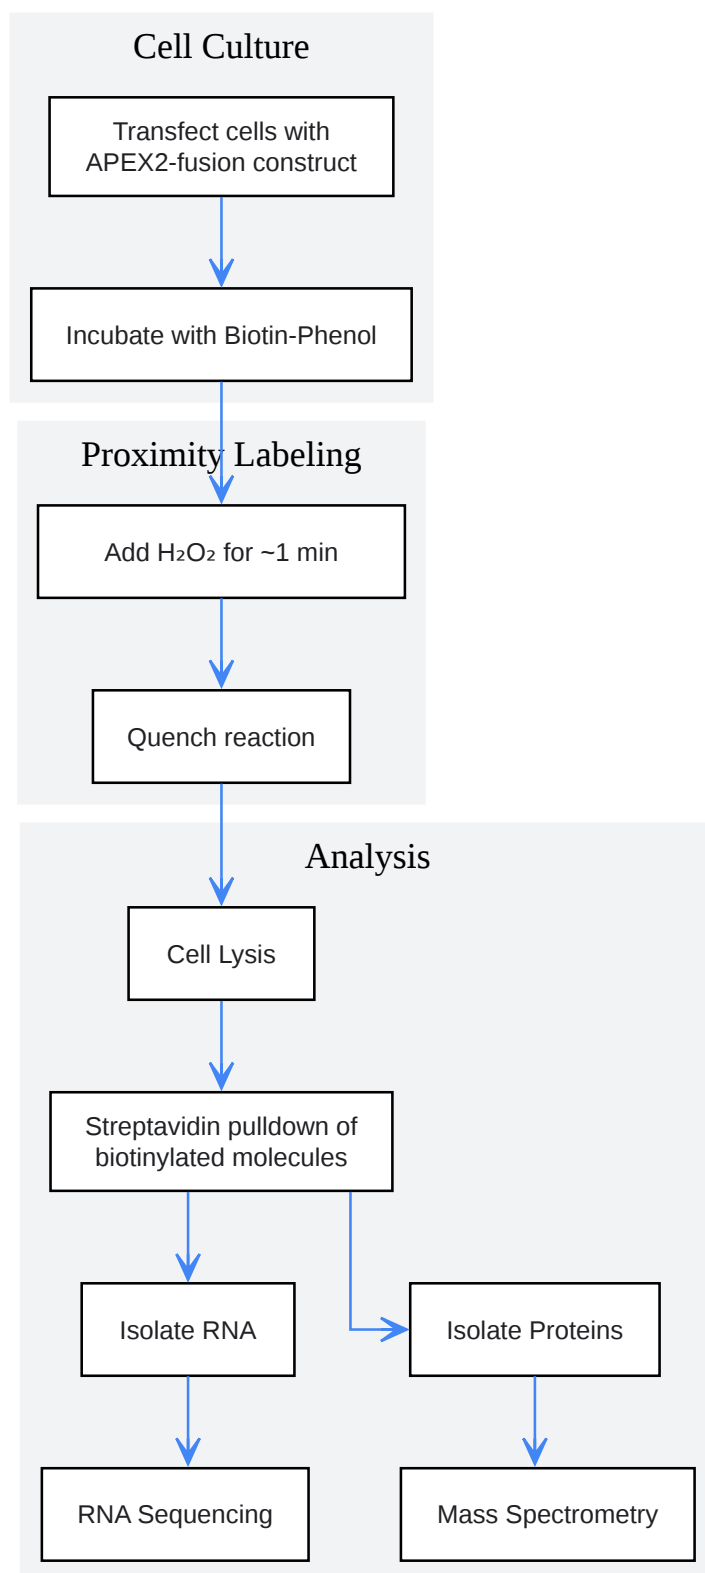 Cell Culture
Transfect cells with
APEX2-fusion construct
Incubate with Biotin-Phenol
Proximity Labeling
Add H₂O₂ for ~1 min
Quench reaction
Analysis
Cell Lysis
Streptavidin pulldown of
biotinylated molecules
Isolate RNA
Isolate Proteins
RNA Sequencing
Mass Spectrometry